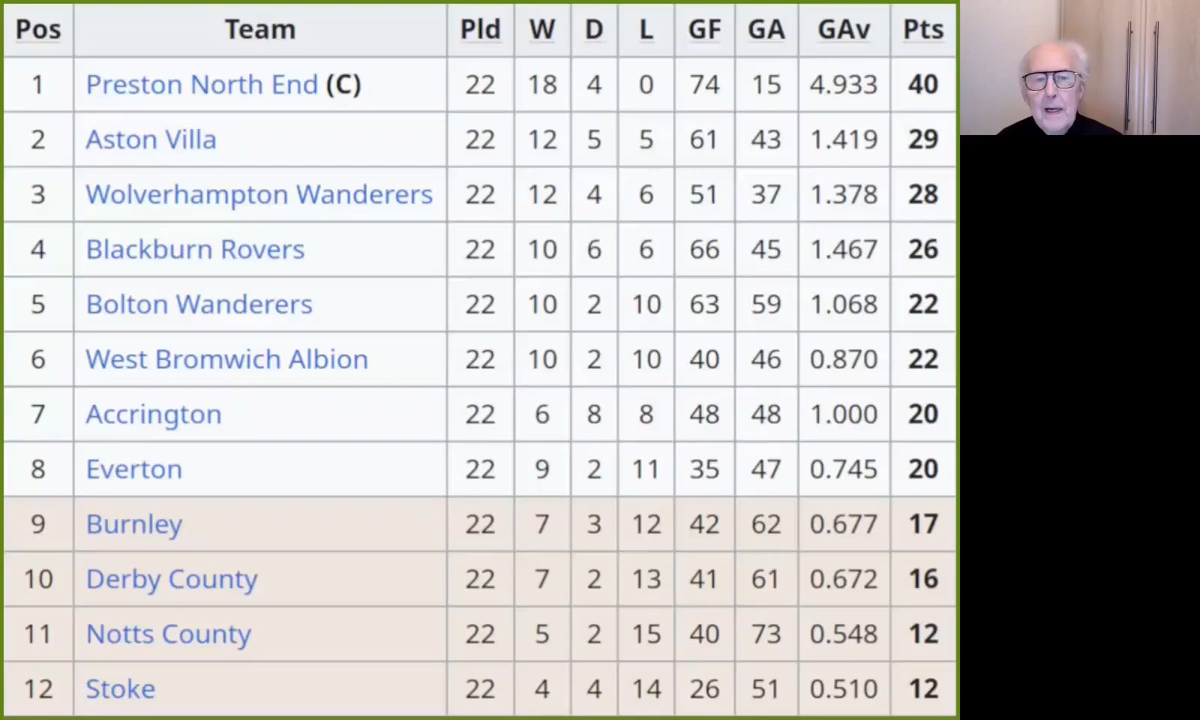 Pos Team Pld W D L GF GA GAv Pts
1 Preston North End (C) 22 18 4 0 74 15 4.933 40
2 Aston Villa 22 12 5 5 61 43 1.419 29
3 Wolverhampton Wanderers 22 12 4 6 51 37 1.378 28
4 Blackburn Rovers 22 10 6 6 66 45 1.467 26
5 Bolton Wanderers 22 10 2 10 63 59 1.068 22
6 West Bromwich Albion 22 10 2 10 40 46 0.870 22
7 Accrington 22 6 8 8 48 48 1.000 20
8 Everton 22 9 2 11 35 47 0.745 20
9 Burnley 22 7 3 12 42 62 0.677 17
10 Derby County 22 7 2 13 41 61 0.672 16
11 Notts County 22 5 2 15 40 73 0.548 12
12 Stoke 22 4 4 14 26 51 0.510 12